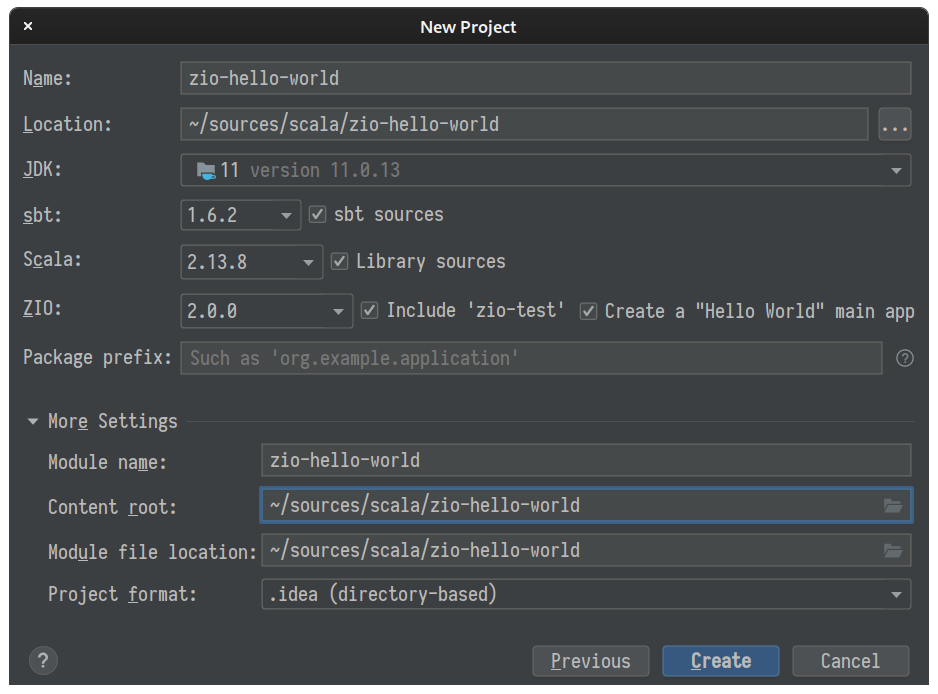 × New Project
Name: zio-hello-world
Location: ~/sources/scala/zio-hello-world ...
JDK: 11 version 11.0.13
sbt: 1.6.2 sbt sources
Scala: 2.13.8 Library sources
ZIO: 2.0.0 Include 'zio-test' Create a "Hello World" main app
Package prefix: Such as 'org.example.application' ?
More Settings
Module name: zio-hello-world
Content root: ~/sources/scala/zio-hello-world
Module file location: ~/sources/scala/zio-hello-world
Project format: .idea (directory-based)
? Previous Create Cancel